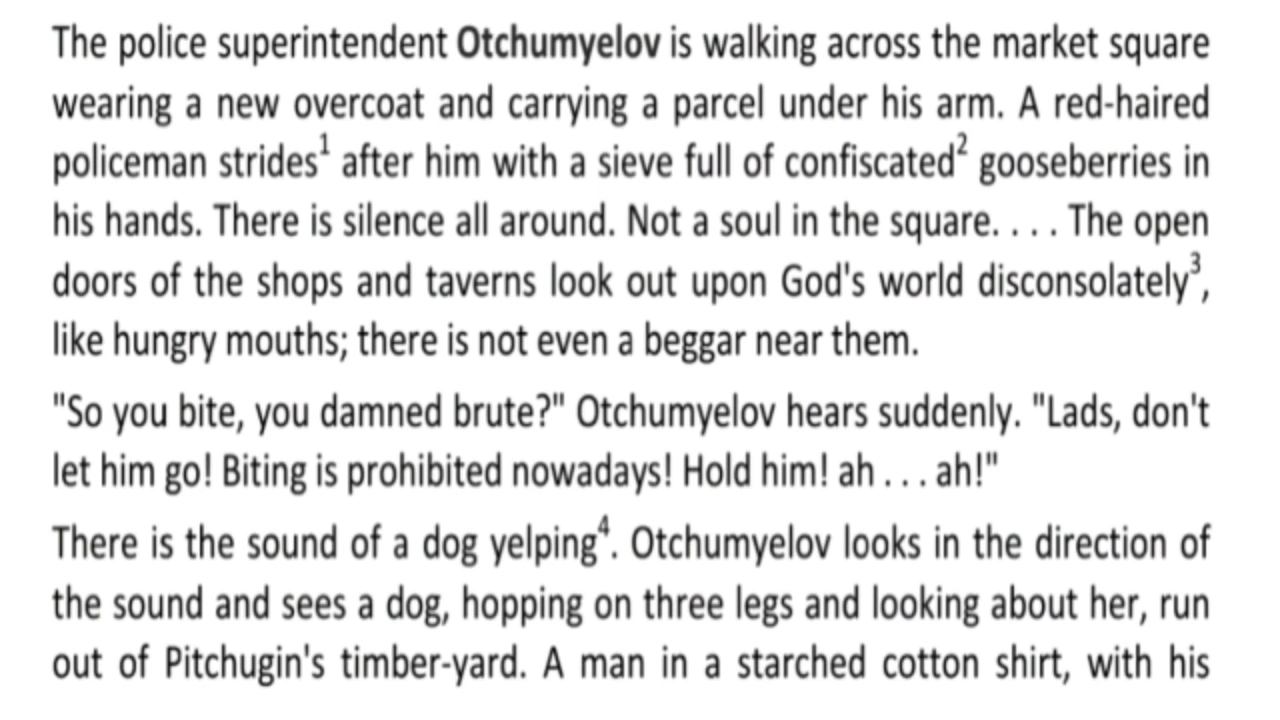 The police superintendent Otchumyelov is walking across the market square
wearing a new overcoat and carrying a parcel under his arm. A red-haired
policeman strides¹ after him with a sieve full of confiscated² gooseberries in
his hands. There is silence all around. Not a soul in the square. . . . The open
doors of the shops and taverns look out upon God's world disconsolately³,
like hungry mouths; there is not even a beggar near them.
"So you bite, you damned brute?" Otchumyelov hears suddenly. "Lads, don't
let him go! Biting is prohibited nowadays! Hold him! ah . . . ah!"
There is the sound of a dog yelping⁴. Otchumyelov looks in the direction of
the sound and sees a dog, hopping on three legs and looking about her, run
out of Pitchugin's timber-yard. A man in a starched cotton shirt, with his